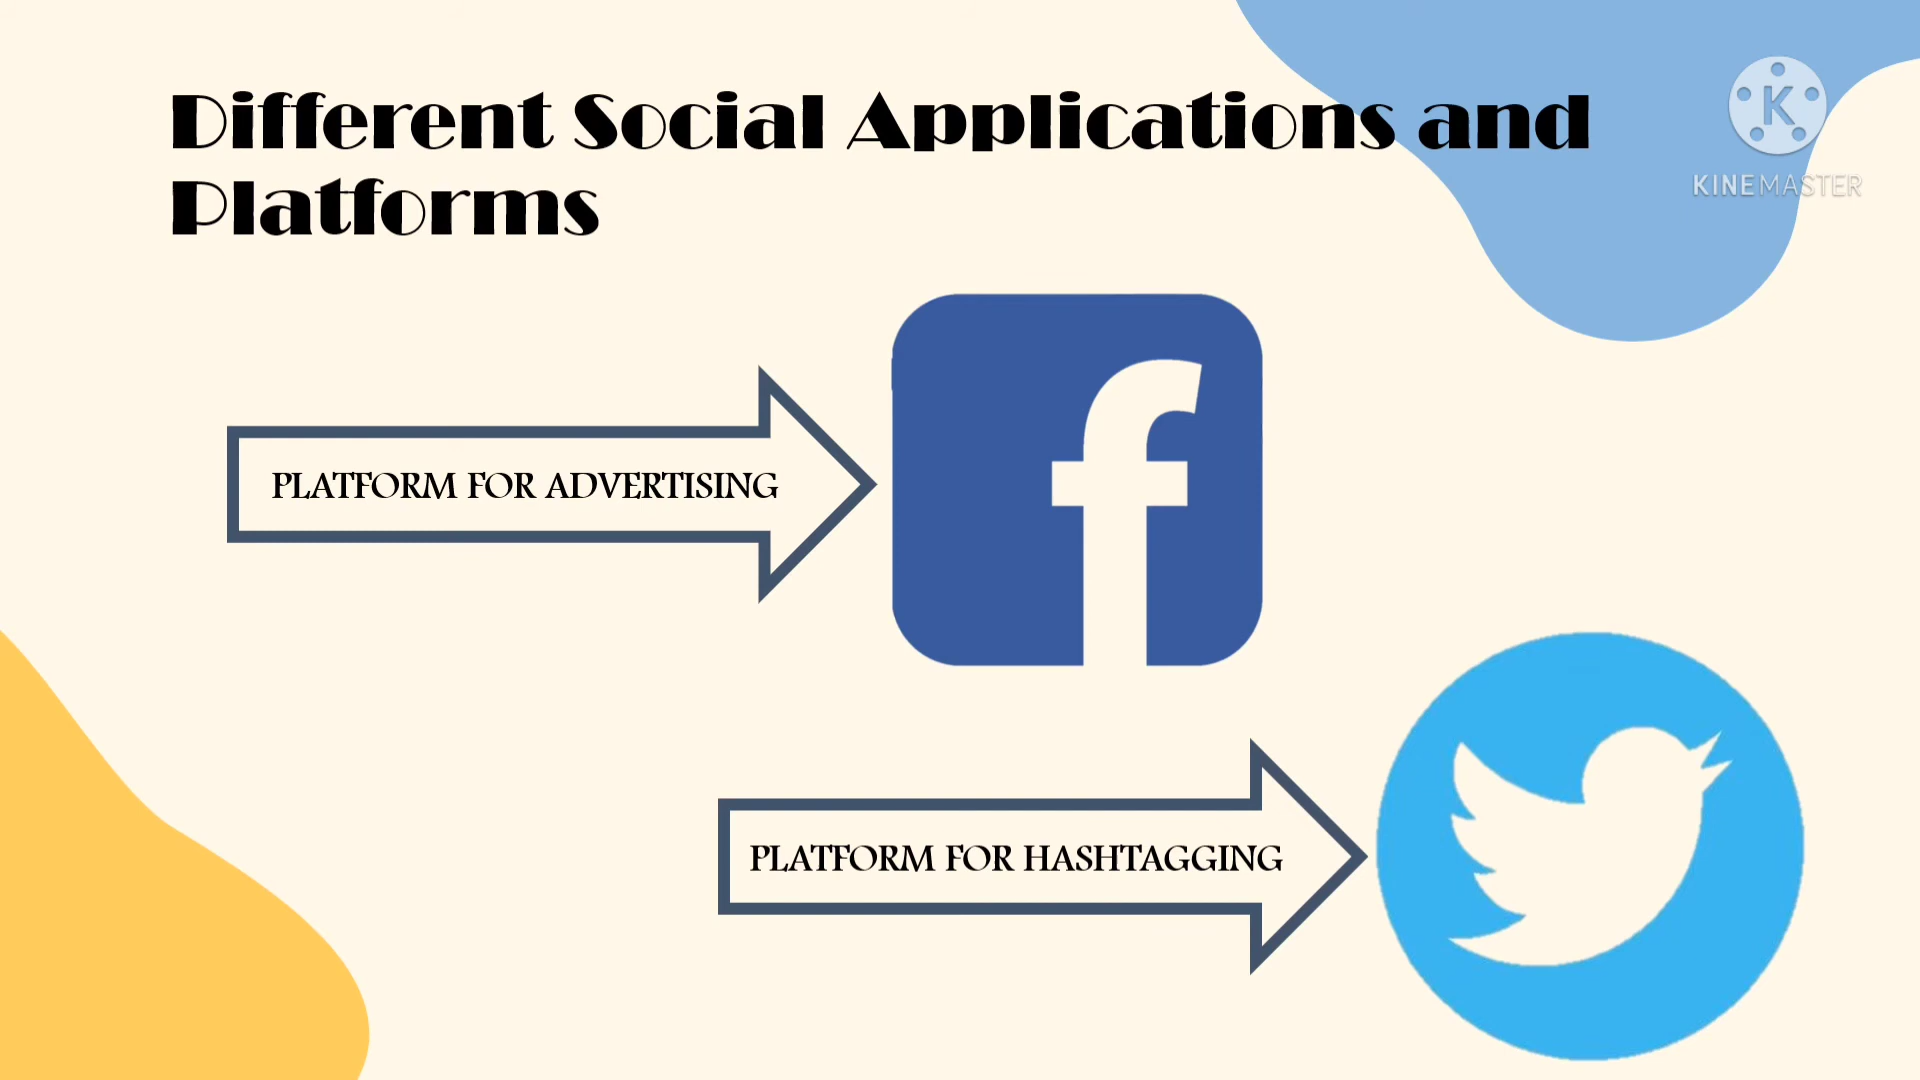 Different Social Applications and
Platforms
KINEMASTER
PLATFORM FOR ADVERTISING
PLATFORM FOR HASHTAGGING